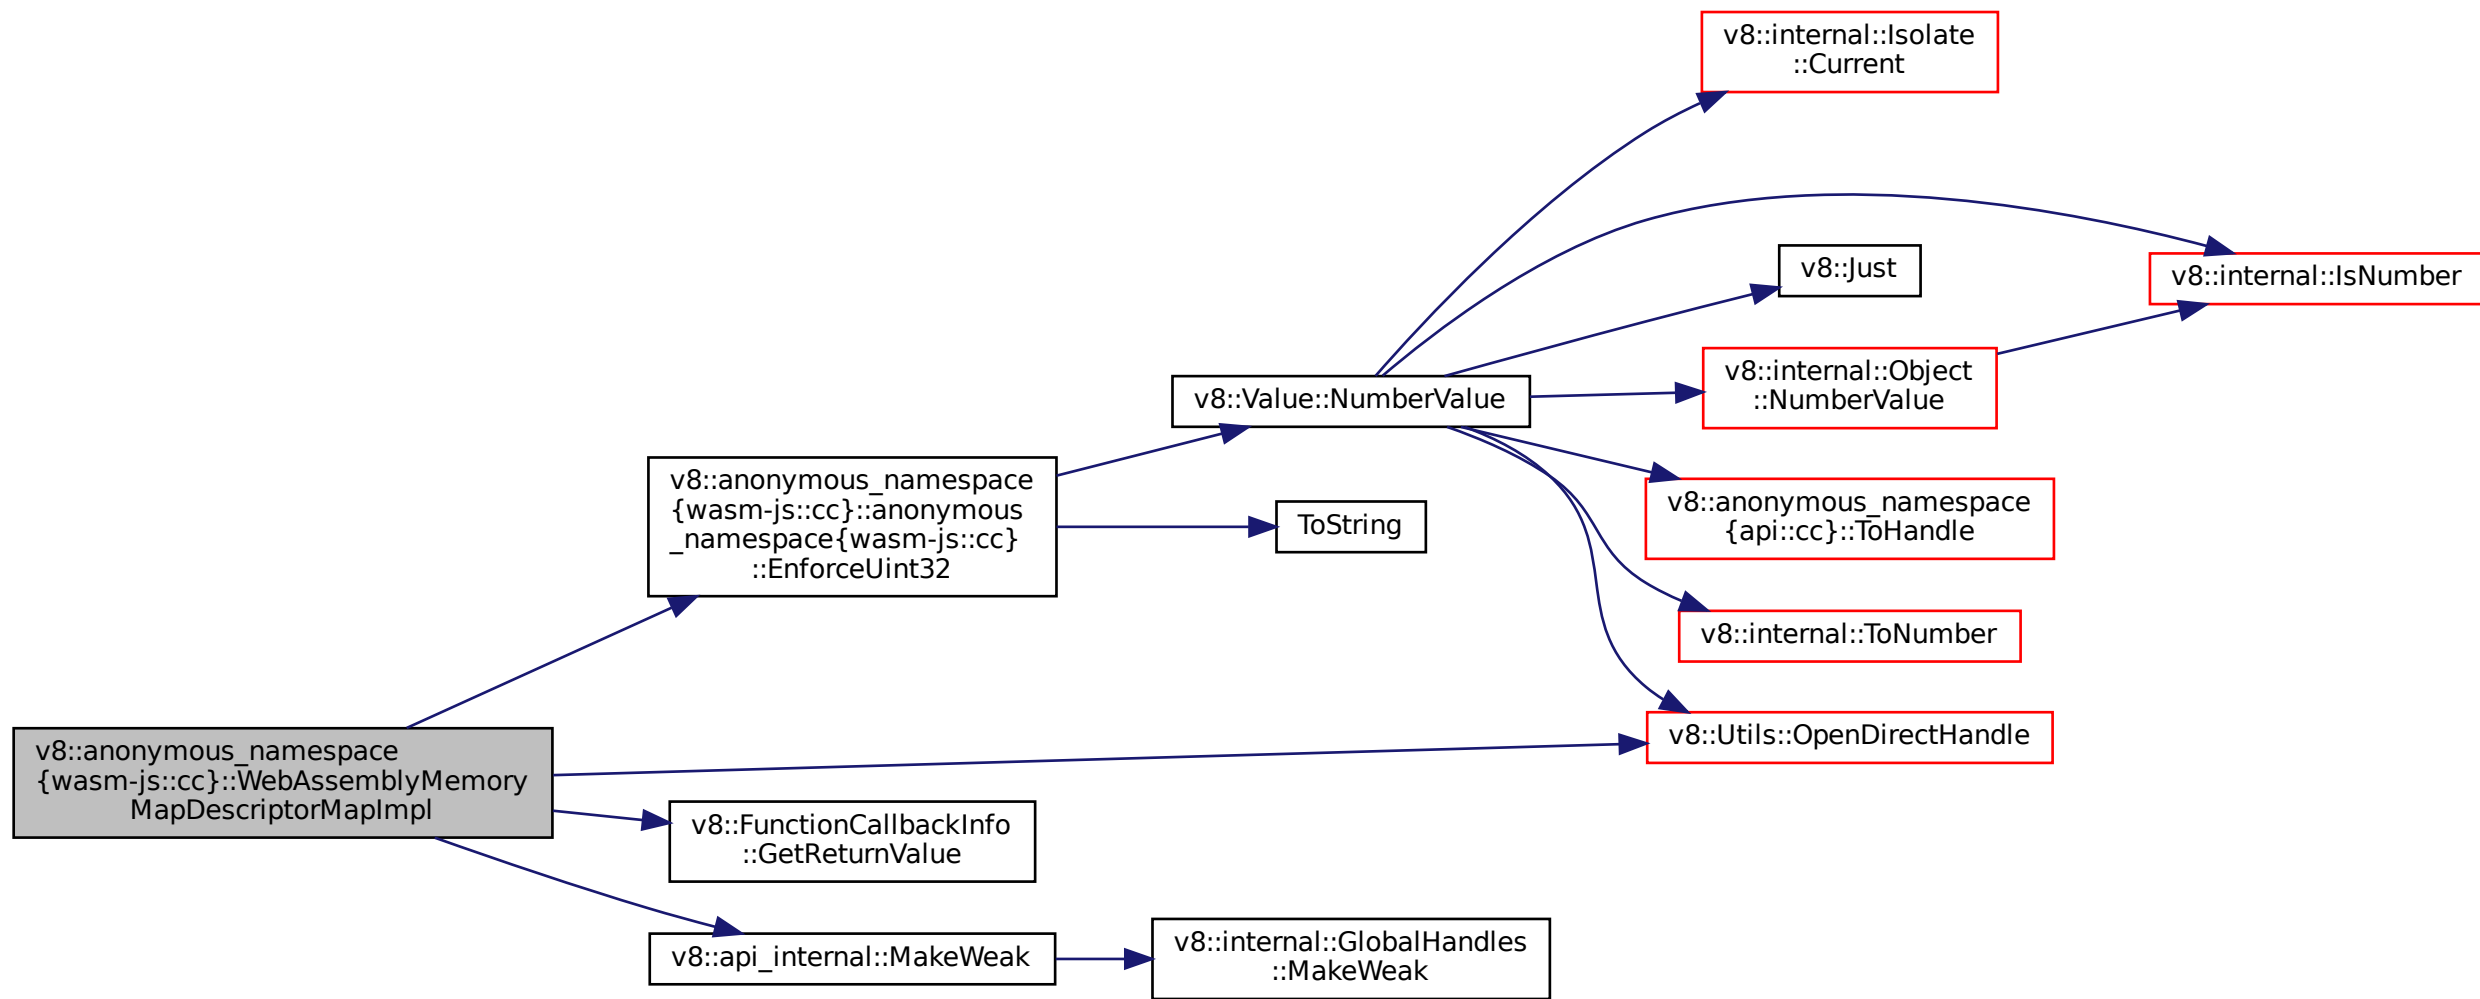 v8::internal::Isolate
::Current
v8::Just
v8::internal::IsNumber
v8::internal::Object
::NumberValue
v8::Value::NumberValue
v8::anonymous_namespace
{wasm-js::cc}::anonymous
_namespace{wasm-js::cc}
::EnforceUint32
ToString
v8::anonymous_namespace
{api::cc}::ToHandle
v8::internal::ToNumber
v8::Utils::OpenDirectHandle
v8::anonymous_namespace
{wasm-js::cc}::WebAssemblyMemory
MapDescriptorMapImpl
v8::FunctionCallbackInfo
::GetReturnValue
v8::api_internal::MakeWeak
v8::internal::GlobalHandles
::MakeWeak